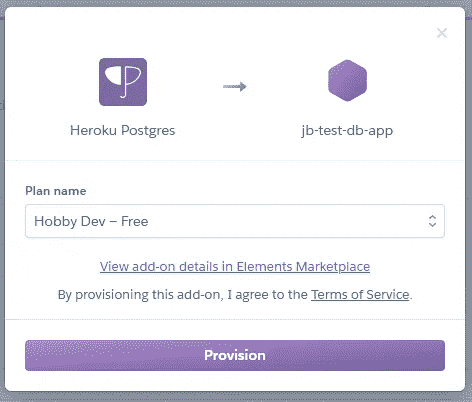 Heroku Postgres
jb-test-db-app
Plan name
Hobby Dev – Free
View add-on details in Elements Marketplace
By provisioning this add-on, I agree to the Terms of Service.
Provision